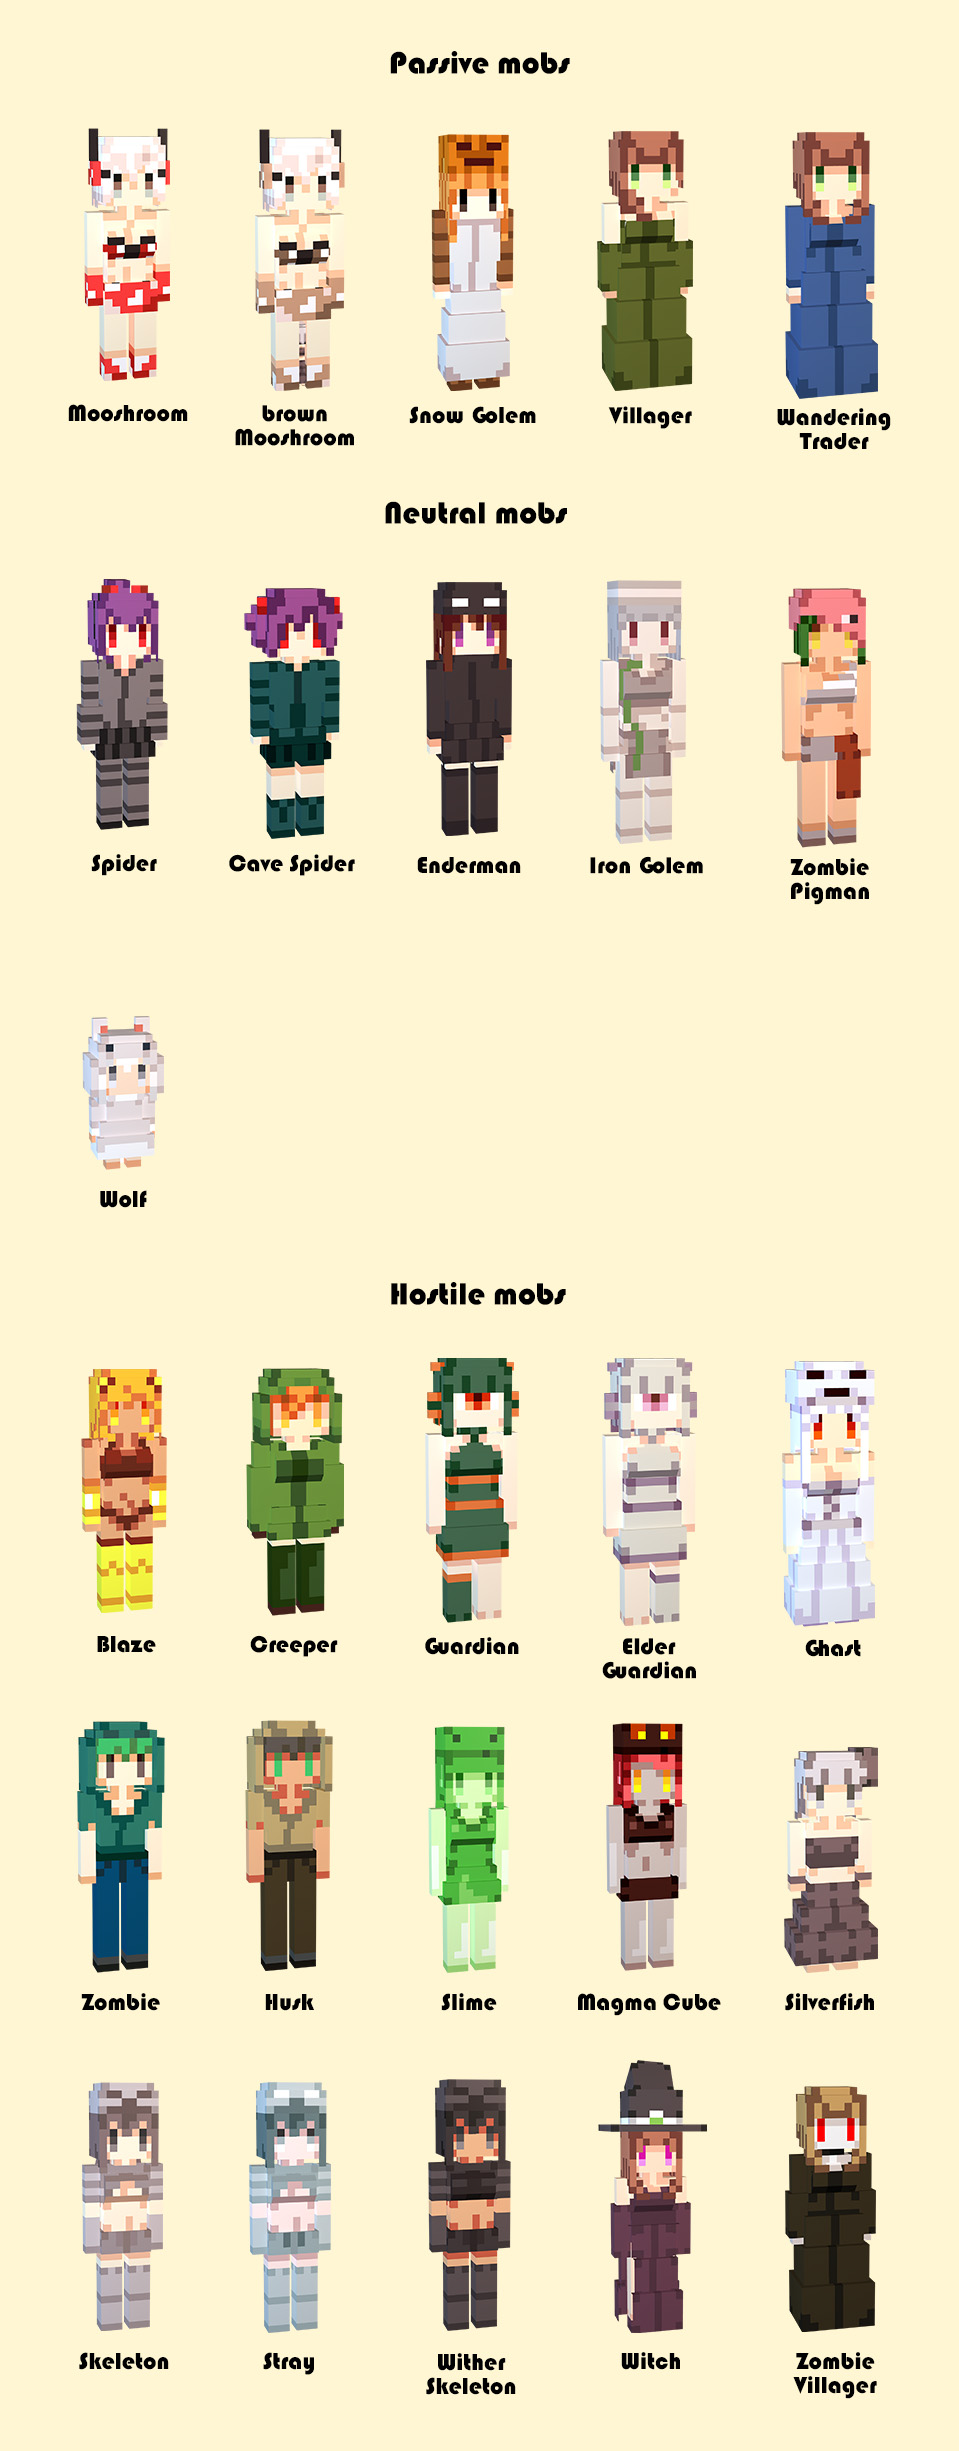 Passive mobs
Mooshroom
brown
Mooshroom
Snow Golem
Villager
Wandering
Trader
Neutral mobs
Spider
Cave Spider
Enderman
Iron Golem
Zombie
Pigman
Wolf
Hostile mobs
Blaze
Creeper
Guardian
Elder
Guardian
Ghast
Zombie
Husk
Slime
Magma Cube
Silverfish
Skeleton
Stray
Wither
Skeleton
Witch
Zombie
Villager